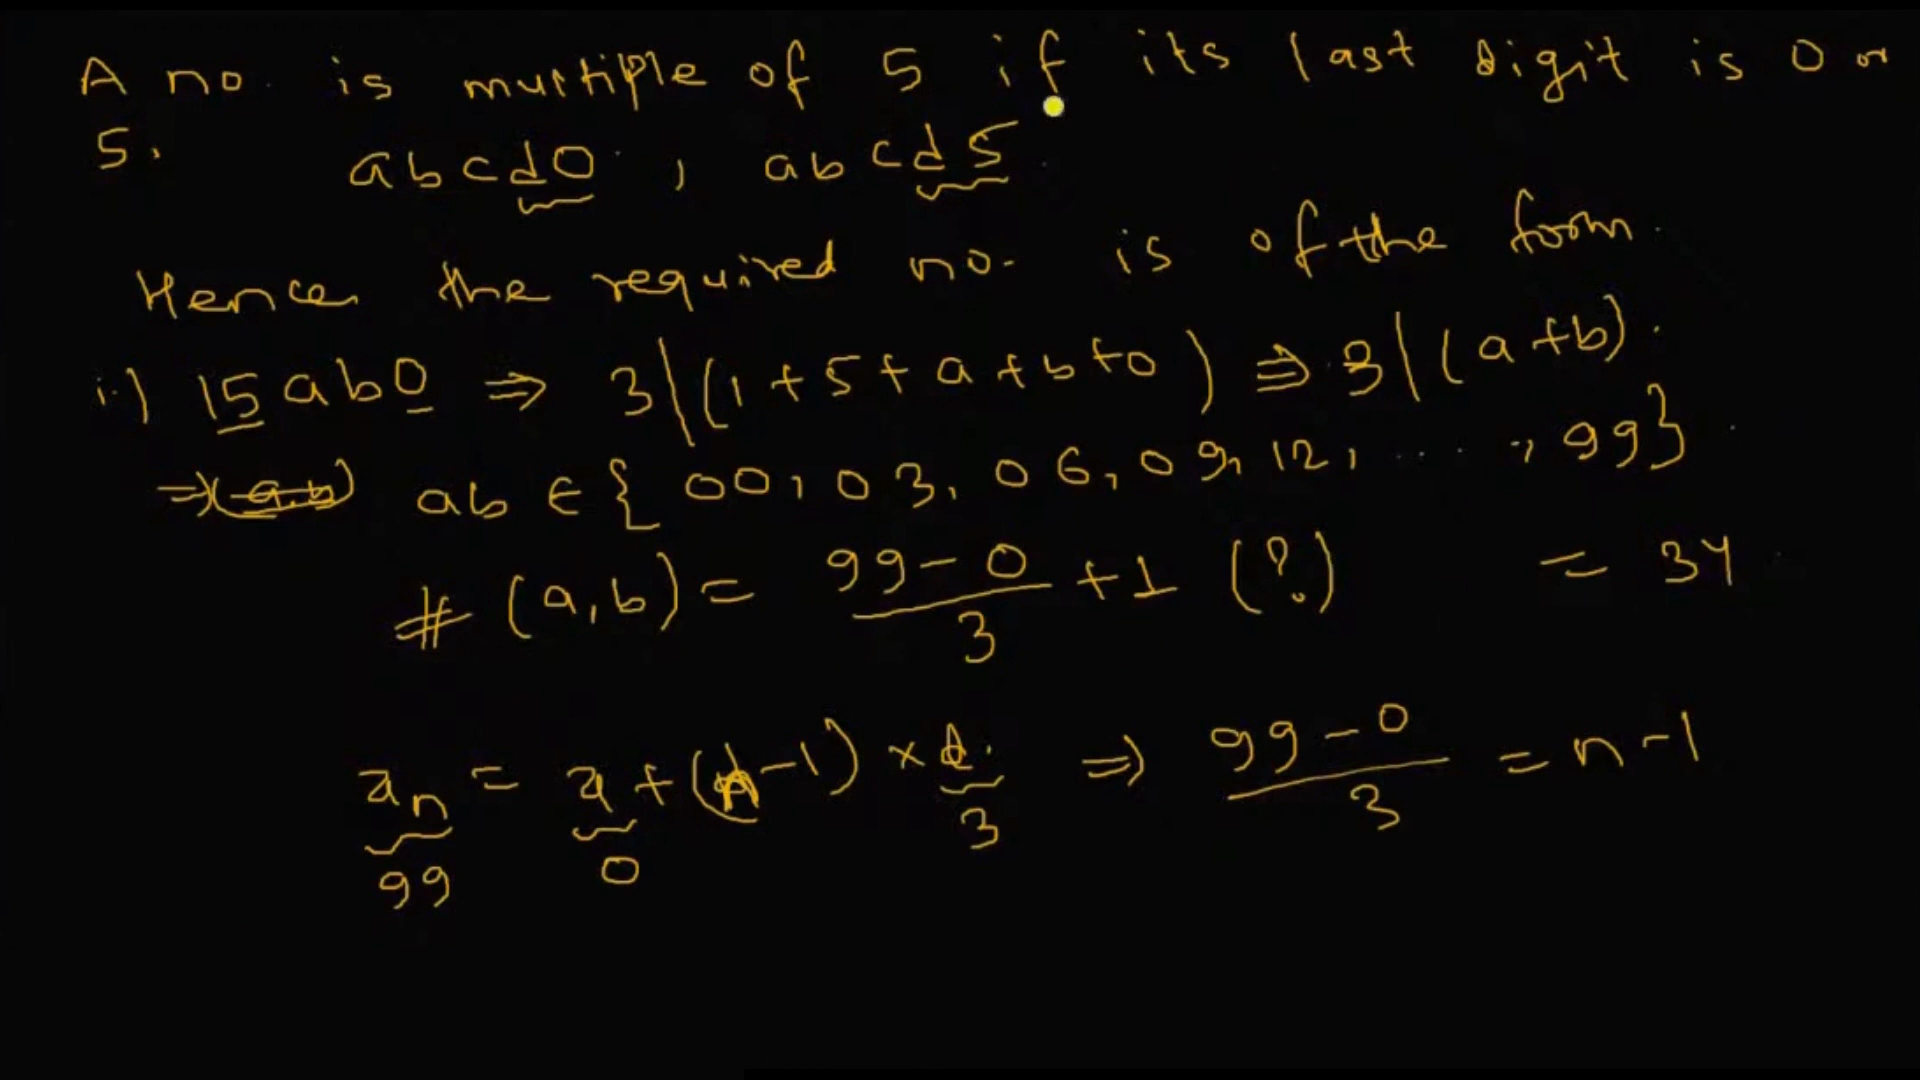 A no. is multiple of 5 if its last digit is 0 or
5. abcd0 , abcd5
Hence the required no. is of the form
i.) 15ab0 ⇒ 3|(1+5+a+b+0) ⇒ 3|(a+b).
⇒ (a,b) ab ∈ { 00, 03, 06, 09, 12, ...., 99}
# (a,b) = (99-0)/3 + 1 (?) = 34
an = a + (n-1) × d. ⇒ (99-0)/3 = n-1
99 0 3